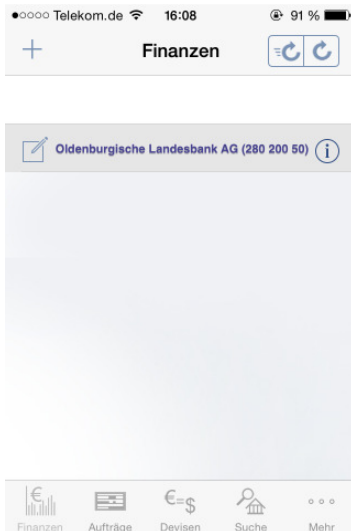 Telekom.de 16:08 91 %
Finanzen
Oldenburgische Landesbank AG (280 200 50)
Finanzen Aufträge Devisen Suche Mehr